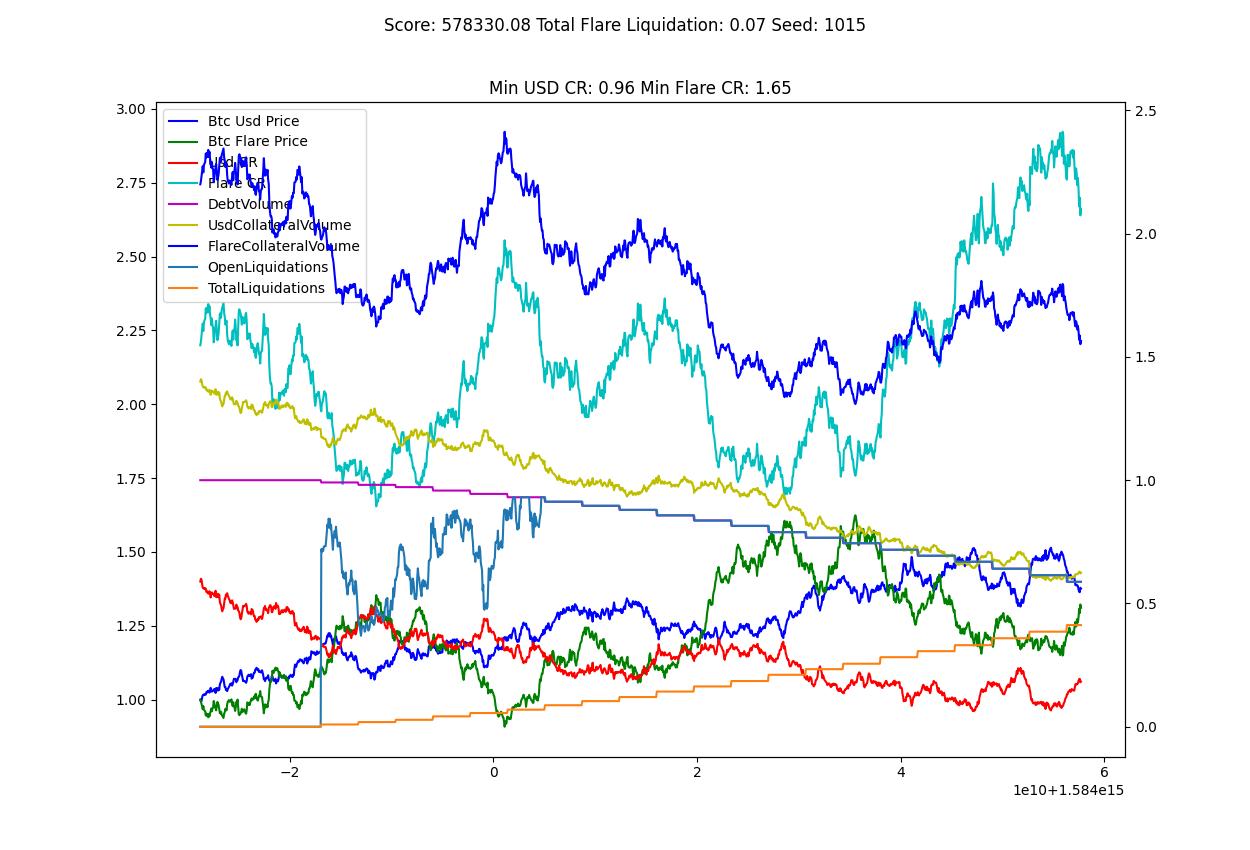 Score: 578330.08 Total Flare Liquidation: 0.07 Seed: 1015
Min USD CR: 0.96 Min Flare CR: 1.65
3.00
2.75
2.50
2.25
2.00
1.75
1.50
1.25
1.00
Btc Usd Price
Btc Flare Price
Usd CR
Flare CR
DebtVolume
UsdCollateralVolume
FlareCollateralVolume
OpenLiquidations
TotalLiquidations
2.5
2.0
1.5
1.0
0.5
0.0
−2 0 2 4 6
1e10+1.584e15